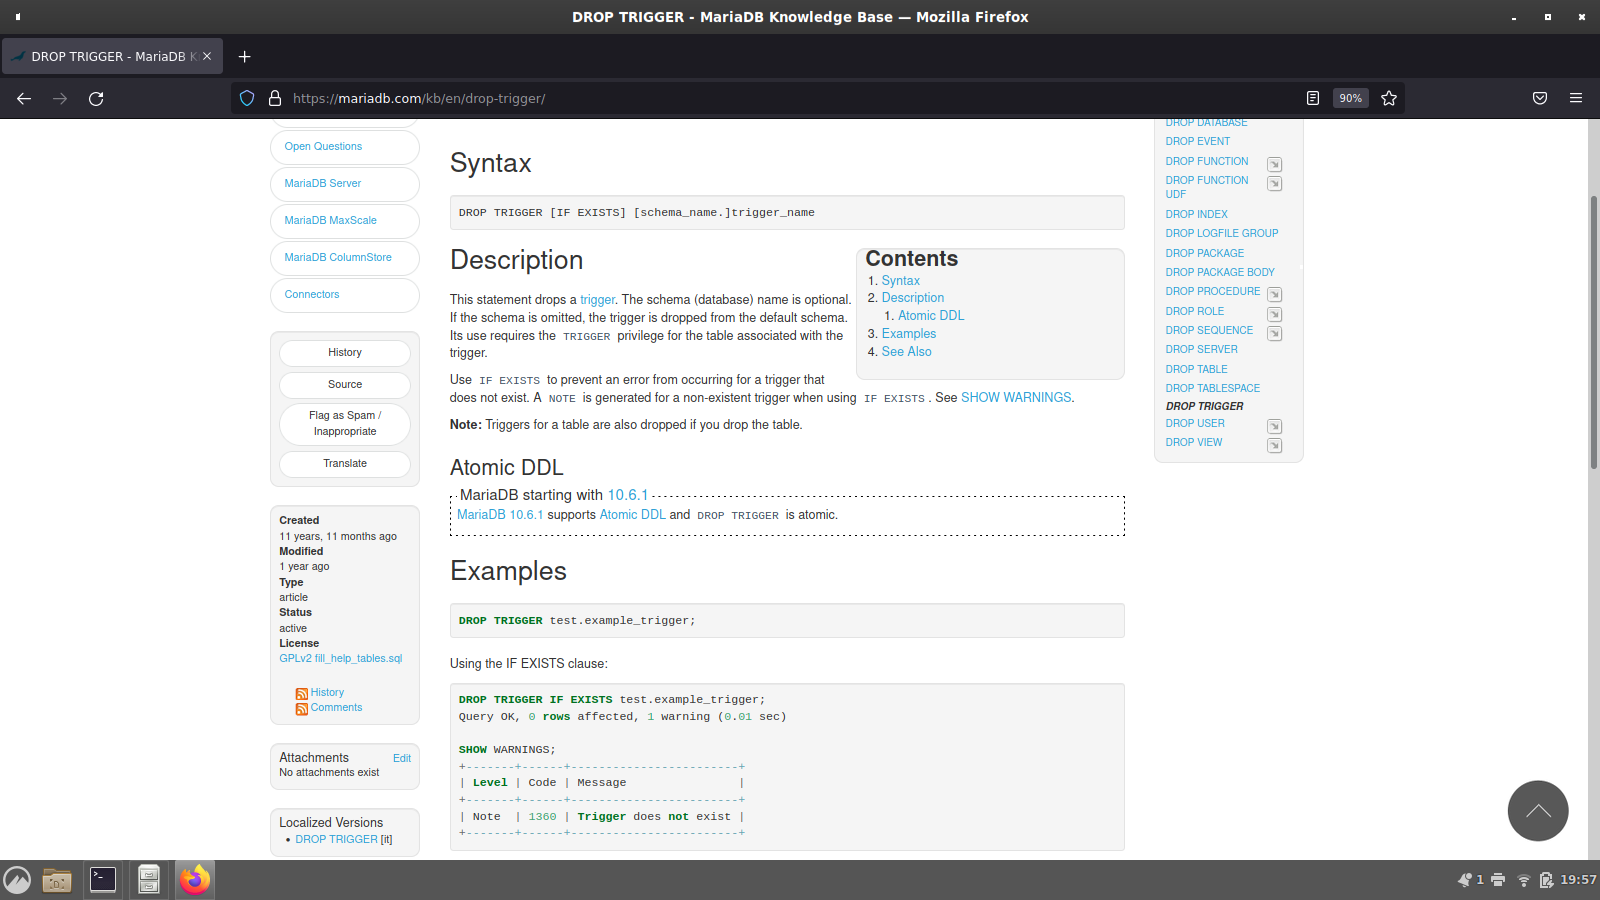 DROP TRIGGER - MariaDB Knowledge Base — Mozilla Firefox
DROP TRIGGER - MariaDB K
https://mariadb.com/kb/en/drop-trigger/
90%
Open Questions
MariaDB Server
MariaDB MaxScale
MariaDB ColumnStore
Connectors
History
Source
Flag as Spam /
Inappropriate
Translate
Created
11 years, 11 months ago
Modified
1 year ago
Type
article
Status
active
License
GPLv2 fill_help_tables.sql
History
Comments
Attachments Edit
No attachments exist
Localized Versions
• DROP TRIGGER [it]
Syntax
DROP TRIGGER [IF EXISTS] [schema_name.]trigger_name
Description
This statement drops a trigger. The schema (database) name is optional.
If the schema is omitted, the trigger is dropped from the default schema.
Its use requires the TRIGGER privilege for the table associated with the
trigger.
Use IF EXISTS to prevent an error from occurring for a trigger that
does not exist. A NOTE is generated for a non-existent trigger when using IF EXISTS. See SHOW WARNINGS.
Note: Triggers for a table are also dropped if you drop the table.
Contents
1. Syntax
2. Description
1. Atomic DDL
3. Examples
4. See Also
Atomic DDL
MariaDB starting with 10.6.1
MariaDB 10.6.1 supports Atomic DDL and DROP TRIGGER is atomic.
Examples
DROP TRIGGER test.example_trigger;
Using the IF EXISTS clause:
DROP TRIGGER IF EXISTS test.example_trigger;
Query OK, 0 rows affected, 1 warning (0.01 sec)
SHOW WARNINGS;
+-------+------+------------------------+
| Level | Code | Message                |
+-------+------+------------------------+
| Note  | 1360 | Trigger does not exist |
+-------+------+------------------------+
DROP DATABASE
DROP EVENT
DROP FUNCTION
DROP FUNCTION
UDF
DROP INDEX
DROP LOGFILE GROUP
DROP PACKAGE
DROP PACKAGE BODY
DROP PROCEDURE
DROP ROLE
DROP SEQUENCE
DROP SERVER
DROP TABLE
DROP TABLESPACE
DROP TRIGGER
DROP USER
DROP VIEW
1
19:57